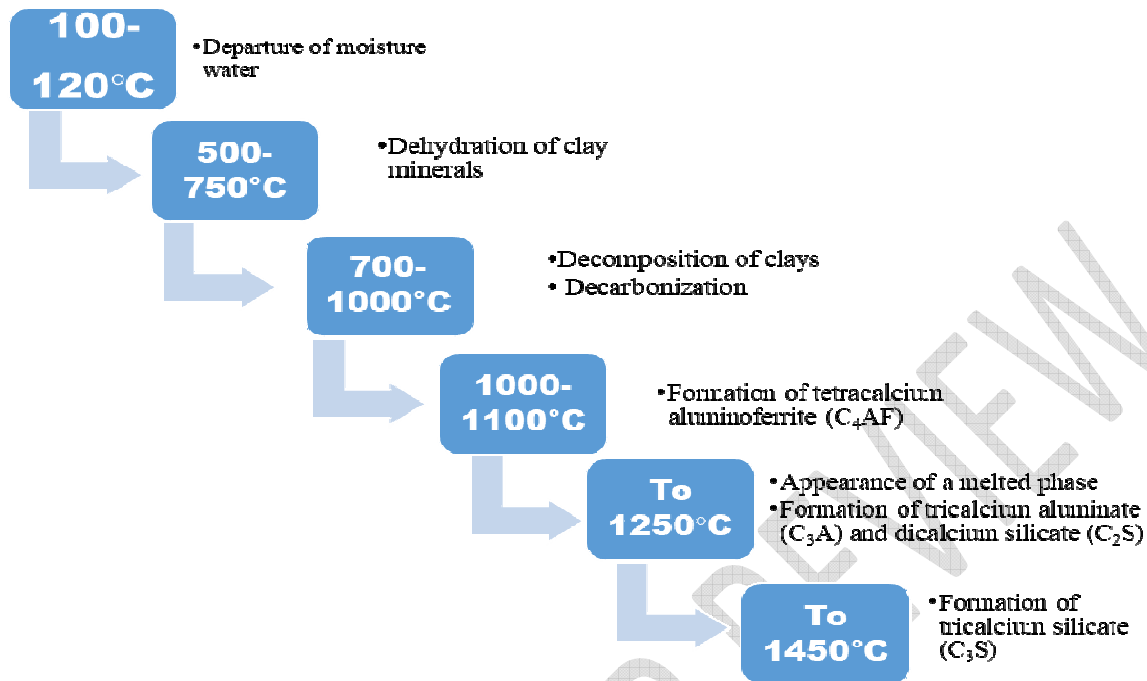 100-
120°C
•Departure of moisture
water
500-
750°C
•Dehydration of clay
minerals
700-
1000°C
•Decomposition of clays
• Decarbonization
1000-
1100°C
•Formation of tetracalcium
aluminoferrite (C₄AF)
To
1250°C
•Appearance of a melted phase
•Formation of tricalcium aluminate
(C₃A) and dicalcium silicate (C₂S)
To
1450°C
•Formation of
tricalcium silicate
(C₃S)
REVIEW